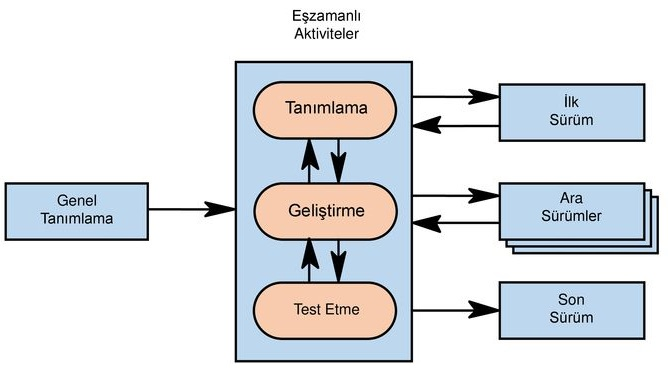 Eşzamanlı
Aktiviteler
Tanımlama
İlk
Sürüm
Genel
Tanımlama
Geliştirme
Ara
Sürümler
Test Etme
Son
Sürüm